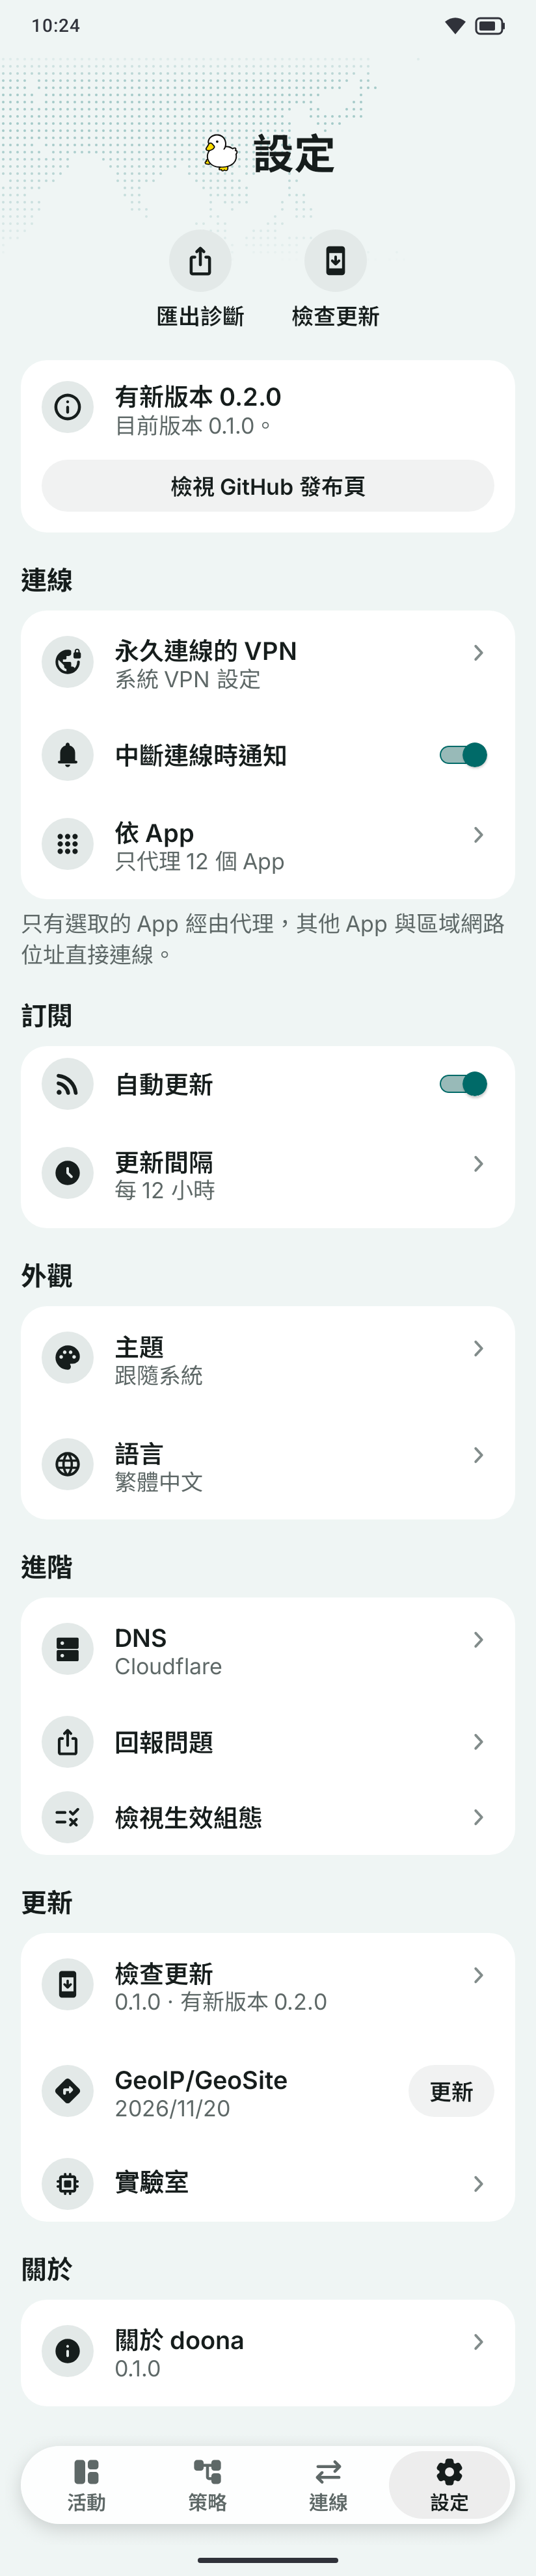 10:24
設定
匯出診斷
檢查更新
有新版本 0.2.0
目前版本 0.1.0。
檢視 GitHub 發布頁
連線
永久連線的 VPN
系統 VPN 設定
中斷連線時通知
依 App
只代理 12 個 App
只有選取的 App 經由代理，其他 App 與區域網路
位址直接連線。
訂閱
自動更新
更新間隔
每 12 小時
外觀
主題
跟隨系統
語言
繁體中文
進階
DNS
Cloudflare
回報問題
檢視生效組態
更新
檢查更新
0.1.0 · 有新版本 0.2.0
GeoIP/GeoSite
2026/11/20
更新
實驗室
關於
關於 doona
0.1.0
活動
策略
連線
設定